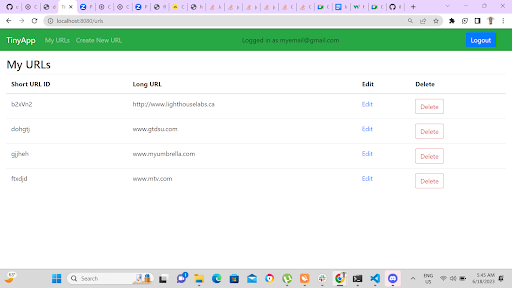 localhost:8080/urls
TinyApp My URLs Create New URL Logged in as myemail@gmail.com Logout
My URLs
Short URL ID Long URL Edit Delete
b2xVn2 http://www.lighthouselabs.ca Edit Delete
dohgtj www.gtdsu.com Edit Delete
gjjheh www.myumbrella.com Edit Delete
ftxdjd www.mtv.com Edit Delete
Search
ENG
US
5:45 AM
6/18/2023